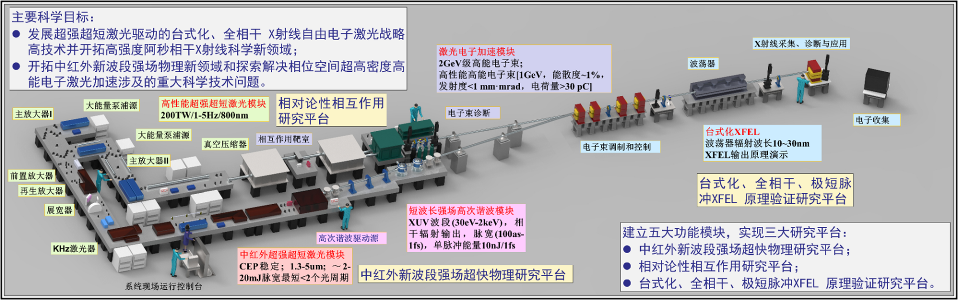 主要科学目标:
● 发展超强超短激光驱动的台式化、全相干 X射线自由电子激光战略
高技术并开拓高强度阿秒相干X射线科学新领域;
● 开拓中红外新波段强场物理新领域和探索解决相位空间超高密度高
能电子激光加速涉及的重大科学技术问题。
激光电子加速模块
2GeV级高能电子束;
高性能高能电子束[1GeV, 能散度~1%,
发射度<1 mm·mrad, 电荷量>30 pC]
X射线采集、诊断与应用
波荡器
电子收集
大能量泵浦源
高性能超强超短激光模块
200TW/1-5Hz/800nm
相对论性相互作用
研究平台
主放大器I
大能量泵浦源
真空压缩器
相互作用靶室
电子束诊断
电子束调制和控制
台式化XFEL
波荡器辐射波长10~30nm
XFEL输出原理演示
主放大器II
前置放大器
再生放大器
展宽器
KHz激光器
台式化、全相干、极短脉
冲XFEL 原理验证研究平台
短波长强场高次谐波模块
XUV波段(30eV-2keV), 相
干辐射输出, 脉宽(100as-
1fs), 单脉冲能量10nJ/1fs
高次谐波驱动源
中红外超强超短激光模块
CEP稳定; 1.3-5um; ~2-
20mJ脉宽最短<2个光周期
中红外新波段强场超快物理研究平台
系统现场运行控制台
建立五大功能模块, 实现三大研究平台:
● 中红外新波段强场超快物理研究平台;
● 相对论性相互作用研究平台;
● 台式化、全相干、极短脉冲XFEL 原理验证研究平台。